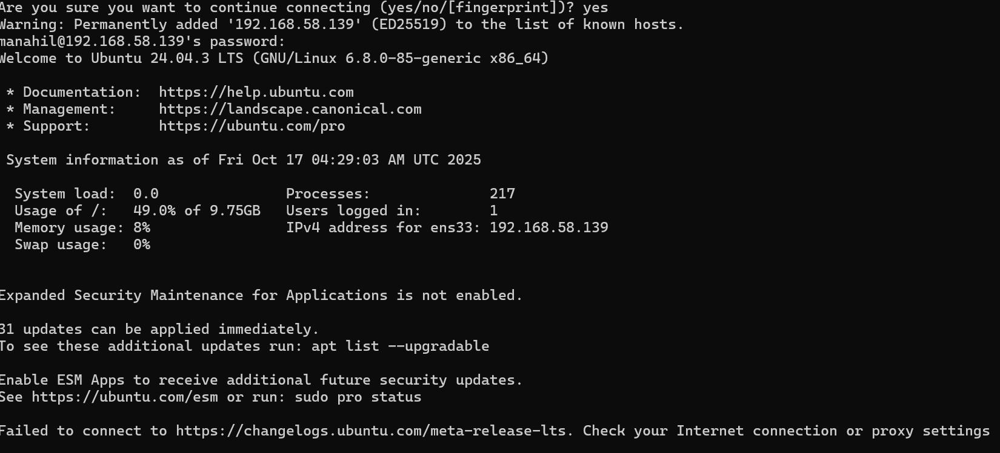 Are you sure you want to continue connecting (yes/no/[fingerprint])? yes
Warning: Permanently added '192.168.58.139' (ED25519) to the list of known hosts.
manahil@192.168.58.139's password:
Welcome to Ubuntu 24.04.3 LTS (GNU/Linux 6.8.0-85-generic x86_64)

 * Documentation:  https://help.ubuntu.com
 * Management:     https://landscape.canonical.com
 * Support:        https://ubuntu.com/pro

 System information as of Fri Oct 17 04:29:03 AM UTC 2025

  System load:  0.0               Processes:              217
  Usage of /:   49.0% of 9.75GB   Users logged in:        1
  Memory usage: 8%                IPv4 address for ens33: 192.168.58.139
  Swap usage:   0%

Expanded Security Maintenance for Applications is not enabled.

31 updates can be applied immediately.
To see these additional updates run: apt list --upgradable

Enable ESM Apps to receive additional future security updates.
See https://ubuntu.com/esm or run: sudo pro status

Failed to connect to https://changelogs.ubuntu.com/meta-release-lts. Check your Internet connection or proxy settings